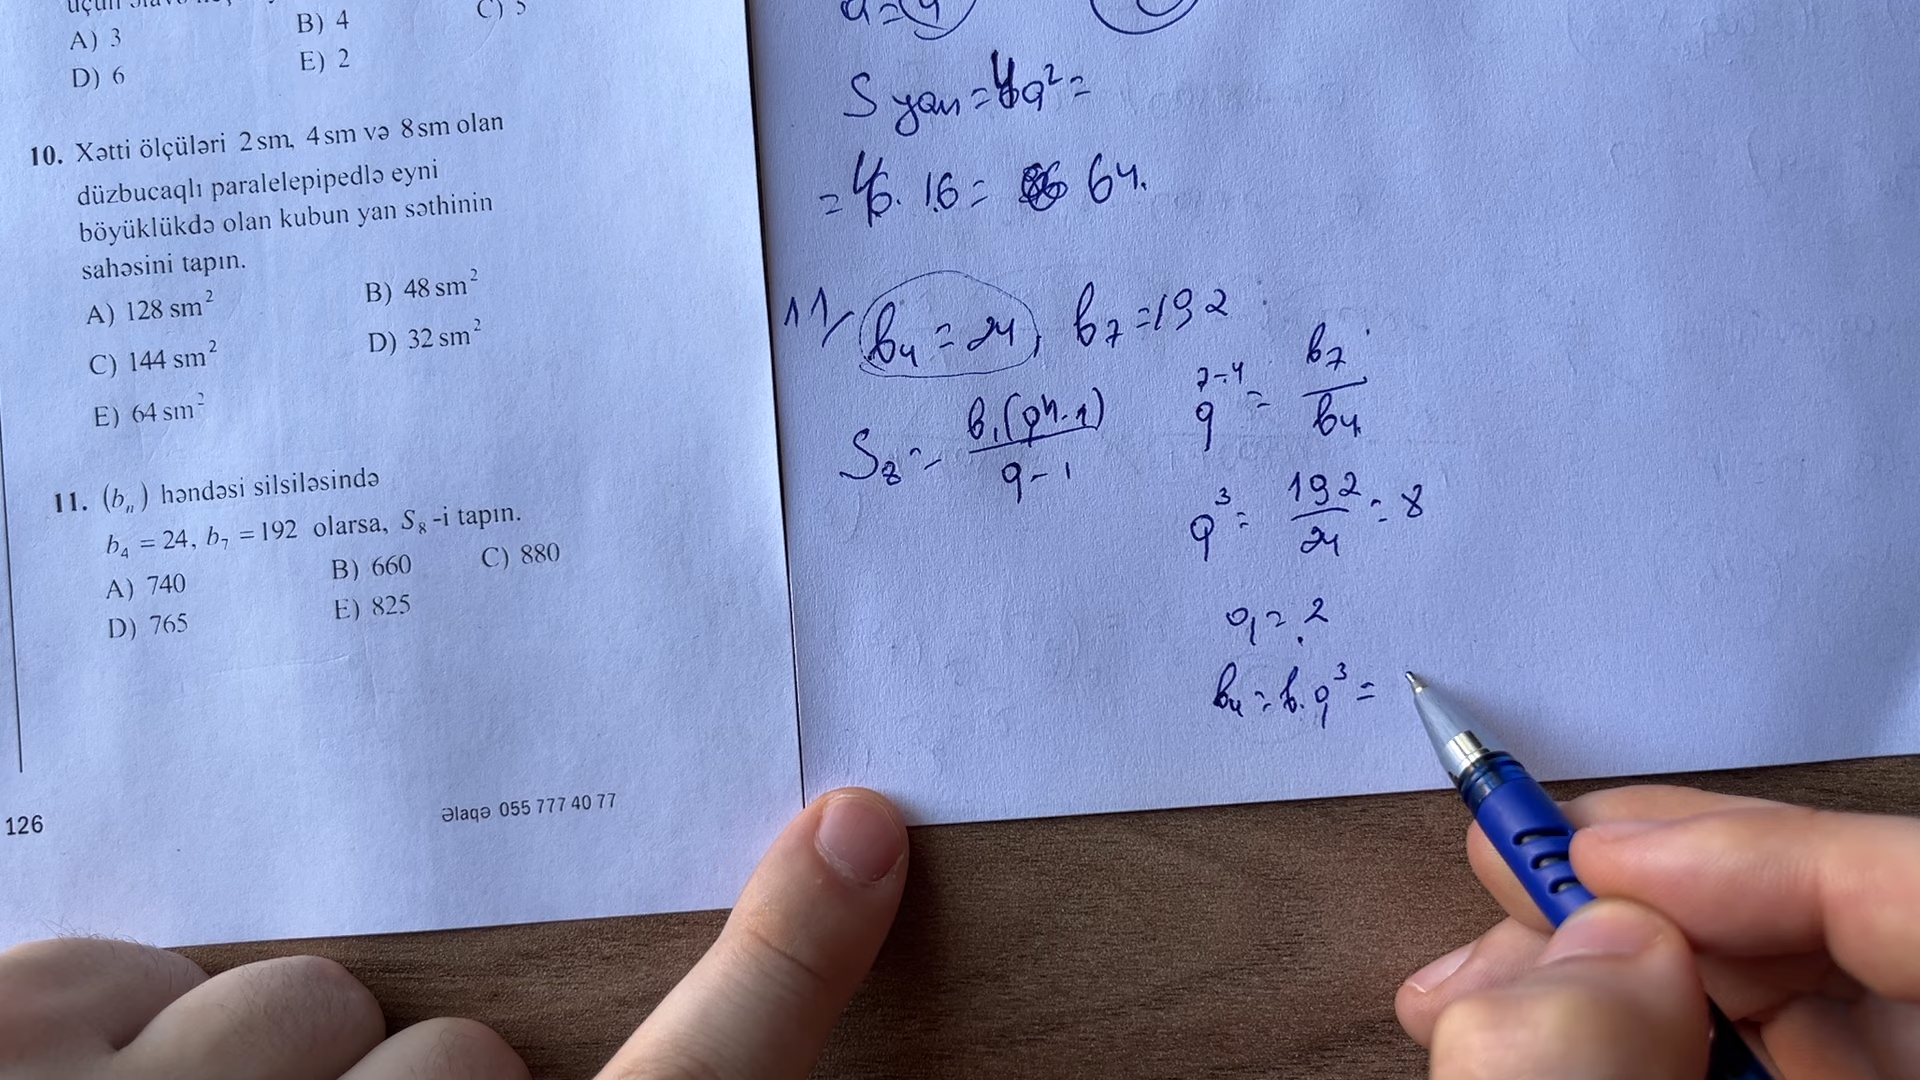 A) 3
B) 4
C) 5
D) 6
E) 2
10. Xətti ölçüləri 2 sm, 4 sm və 8 sm olan
düzbucaqlı paralelepipedlə eyni
böyüklükdə olan kubun yan səthinin
sahəsini tapın.
A) 128 sm²
B) 48 sm²
C) 144 sm²
D) 32 sm²
E) 64 sm²
11. (bₙ) həndəsi silsiləsində
b₄ = 24, b₇ = 192 olarsa, S₈ -i tapın.
A) 740
B) 660
C) 880
D) 765
E) 825
126
Əlaqə 055 777 40 77
S yan = 4a² =
= 4 · 16 = 64.
11/ b₄ = 24, b₇ = 192
S₈ = b₁(qⁿ-1) / q-1
q⁷⁻⁴ = b₇ / b₄
q³ = 192 / 24 = 8
q = 2
b₄ = b₁ q³ =